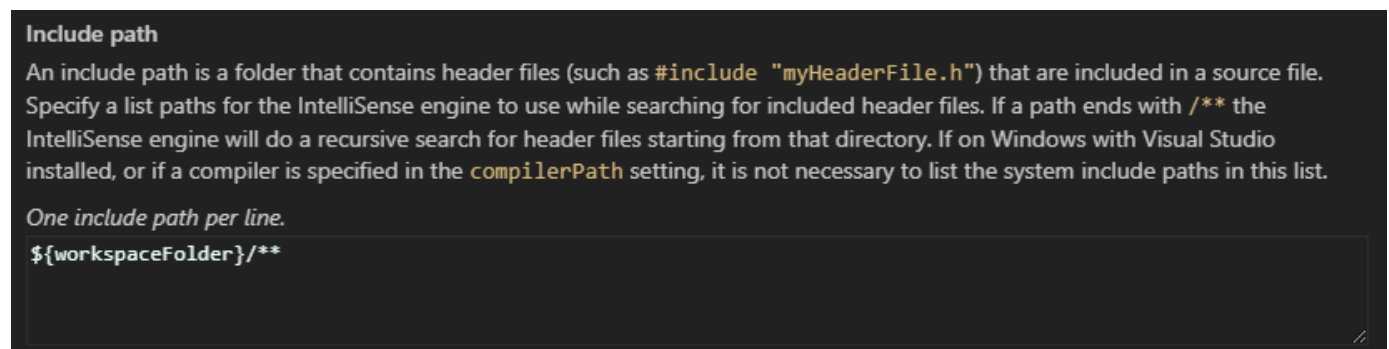 Include path
An include path is a folder that contains header files (such as #include "myHeaderFile.h") that are included in a source file.
Specify a list paths for the IntelliSense engine to use while searching for included header files. If a path ends with /** the
IntelliSense engine will do a recursive search for header files starting from that directory. If on Windows with Visual Studio
installed, or if a compiler is specified in the compilerPath setting, it is not necessary to list the system include paths in this list.
One include path per line.
${workspaceFolder}/**